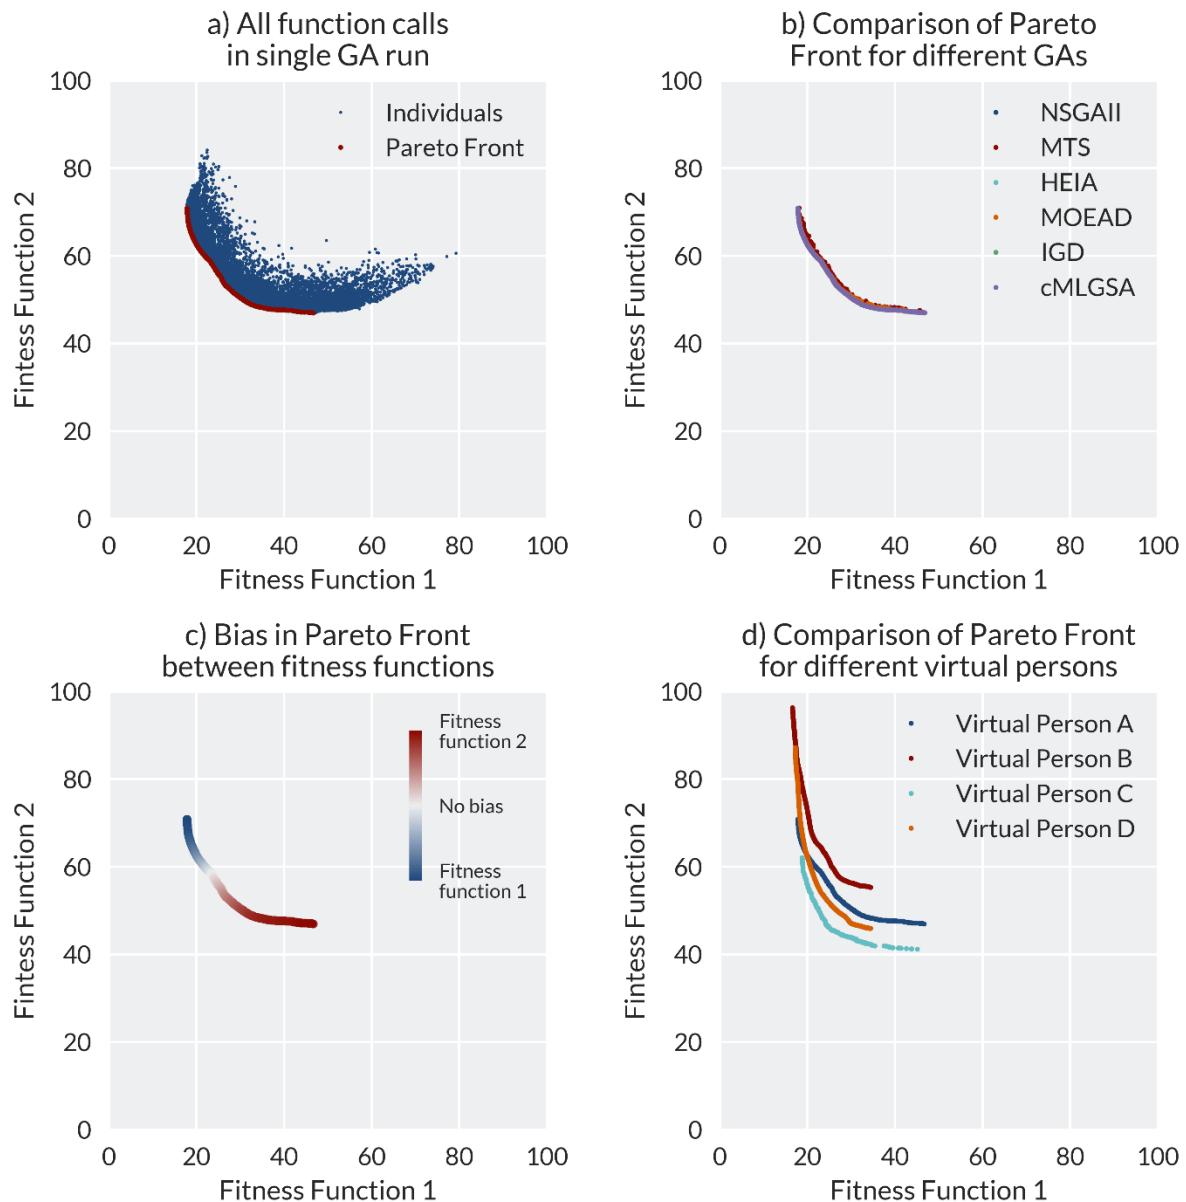 a) All function calls
in single GA run
100
80
60
40
20
0
Fintess Function 2
Individuals
Pareto Front
0 20 40 60 80 100
Fitness Function 1
b) Comparison of Pareto
Front for different GAs
100
80
60
40
20
0
Fintess Function 2
NSGAII
MTS
HEIA
MOEAD
IGD
cMLGSA
0 20 40 60 80 100
Fitness Function 1
c) Bias in Pareto Front
between fitness functions
100
80
60
40
20
0
Fintess Function 2
Fitness
function 2
No bias
Fitness
function 1
0 20 40 60 80 100
Fitness Function 1
d) Comparison of Pareto Front
for different virtual persons
100
80
60
40
20
0
Fintess Function 2
Virtual Person A
Virtual Person B
Virtual Person C
Virtual Person D
0 20 40 60 80 100
Fitness Function 1